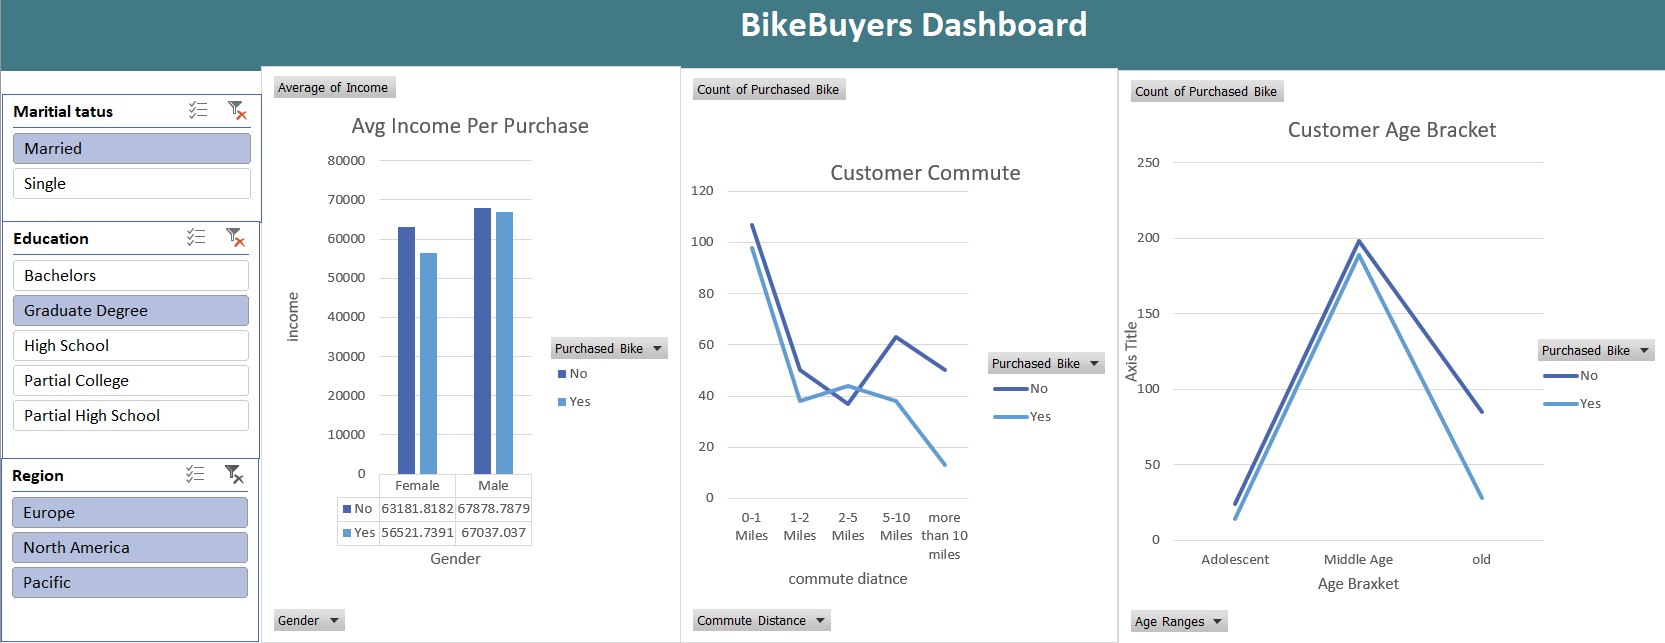 BikeBuyers Dashboard
Maritial tatus
Married
Single
Education
Bachelors
Graduate Degree
High School
Partial College
Partial High School
Region
Europe
North America
Pacific
Average of Income
Avg Income Per Purchase
80000
70000
60000
50000
40000
30000
20000
10000
0
income
Female Male
No 63181.8182 67878.7879
Yes 56521.7391 67037.037
Gender
Purchased Bike
No
Yes
Gender
Count of Purchased Bike
Customer Commute
120
100
80
60
40
20
0
0-1 Miles
1-2 Miles
2-5 Miles
5-10 Miles
more than 10 miles
commute diatnce
Purchased Bike
No
Yes
Commute Distance
Count of Purchased Bike
Customer Age Bracket
250
200
150
100
50
0
Axis Title
Adolescent Middle Age old
Age Braxket
Purchased Bike
No
Yes
Age Ranges